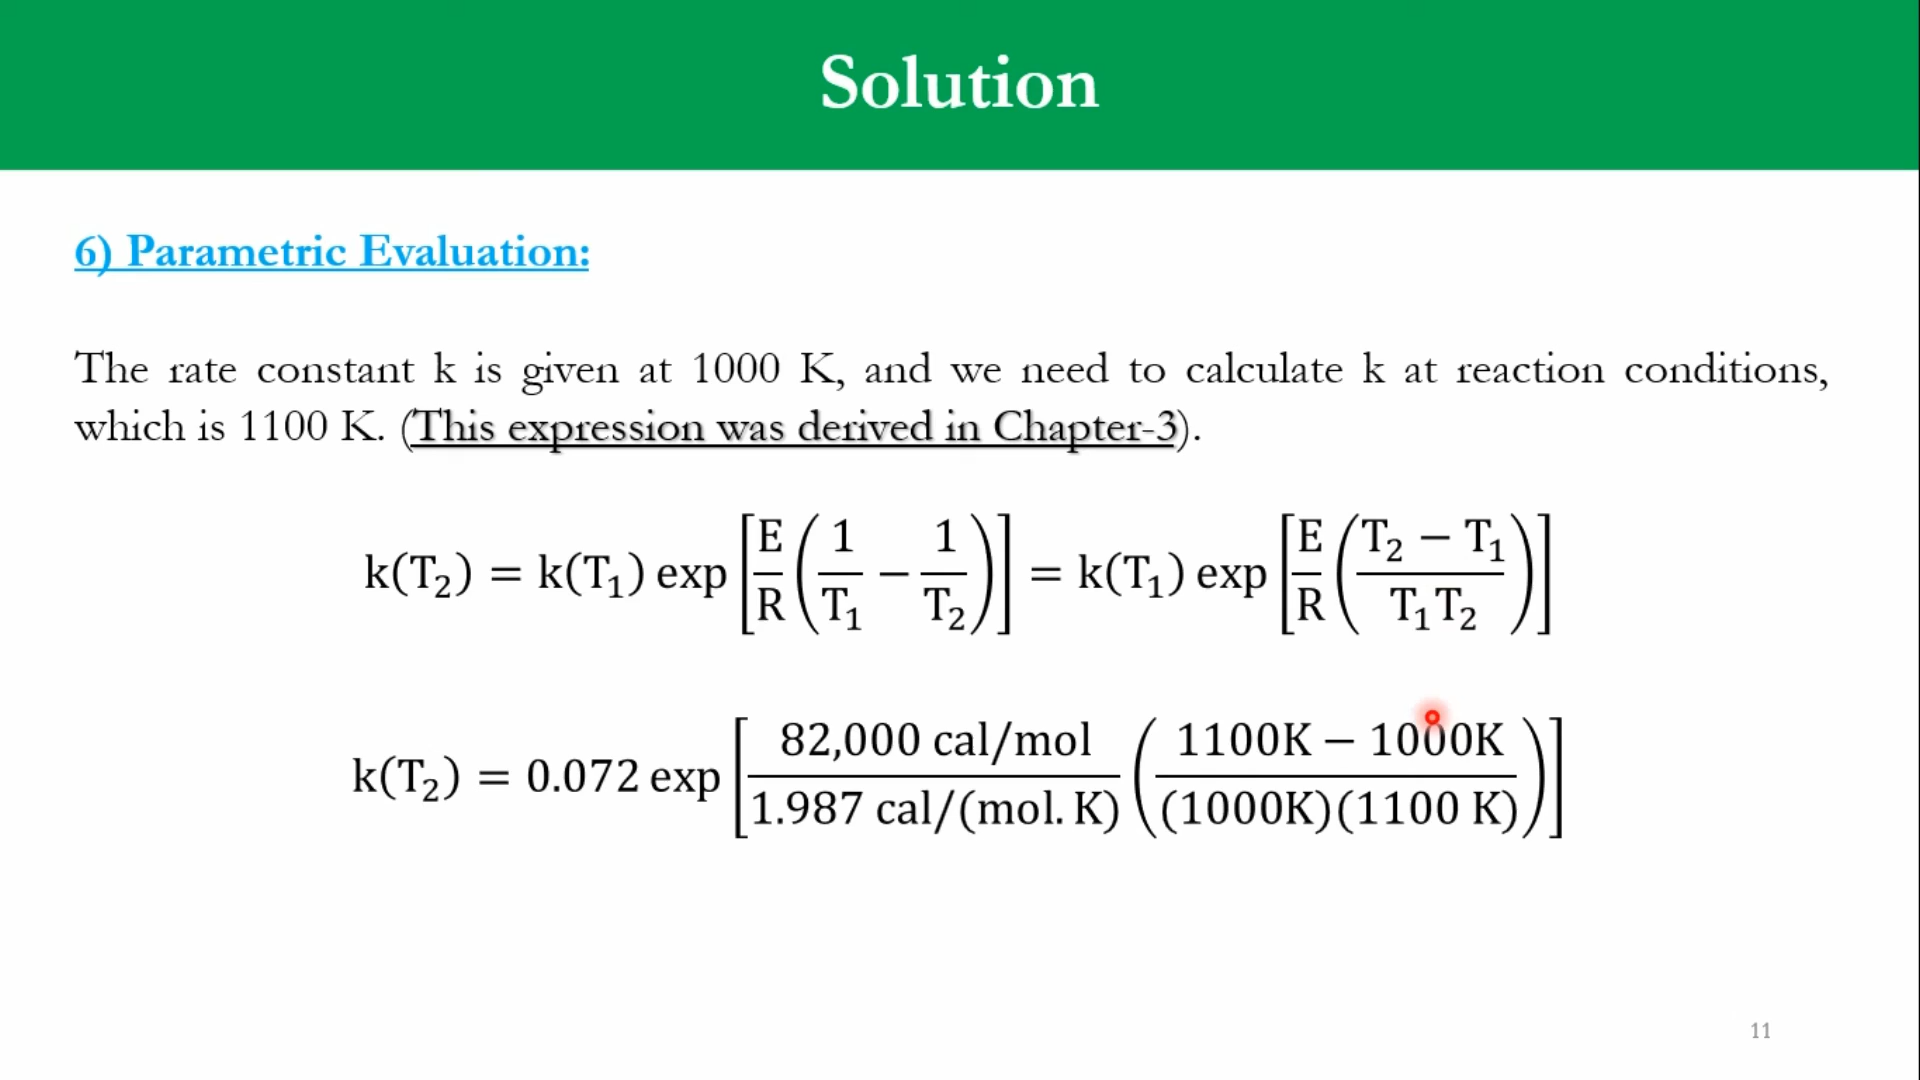 Solution
6) Parametric Evaluation:
The rate constant k is given at 1000 K, and we need to calculate k at reaction conditions,
which is 1100 K. (This expression was derived in Chapter-3).
k(T₂) = k(T₁) exp [E/R (1/T₁ − 1/T₂)] = k(T₁) exp [E/R ((T₂ − T₁)/(T₁T₂))]
k(T₂) = 0.072 exp [82,000 cal/mol / 1.987 cal/(mol. K) ((1100K − 1000K)/((1000K)(1100 K)))]
11